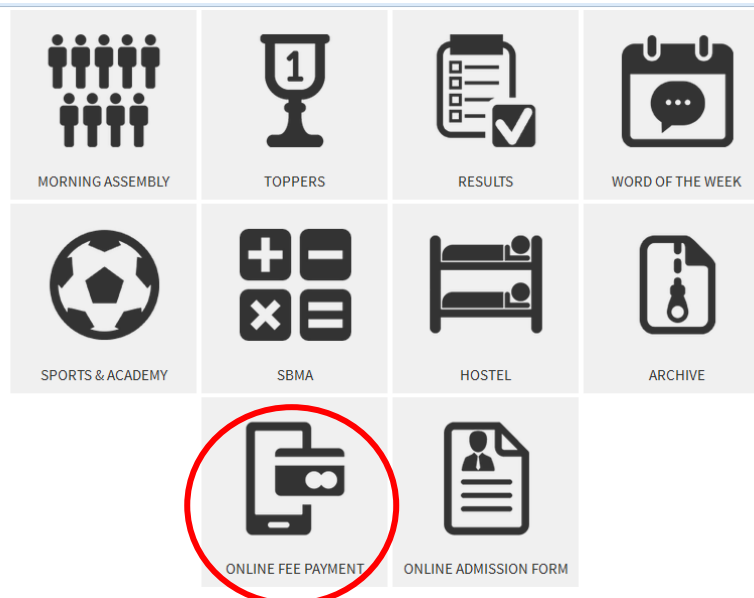 1
MORNING ASSEMBLY
TOPPERS
RESULTS
WORD OF THE WEEK
SPORTS & ACADEMY
SBMA
HOSTEL
ARCHIVE
ONLINE FEE PAYMENT
ONLINE ADMISSION FORM